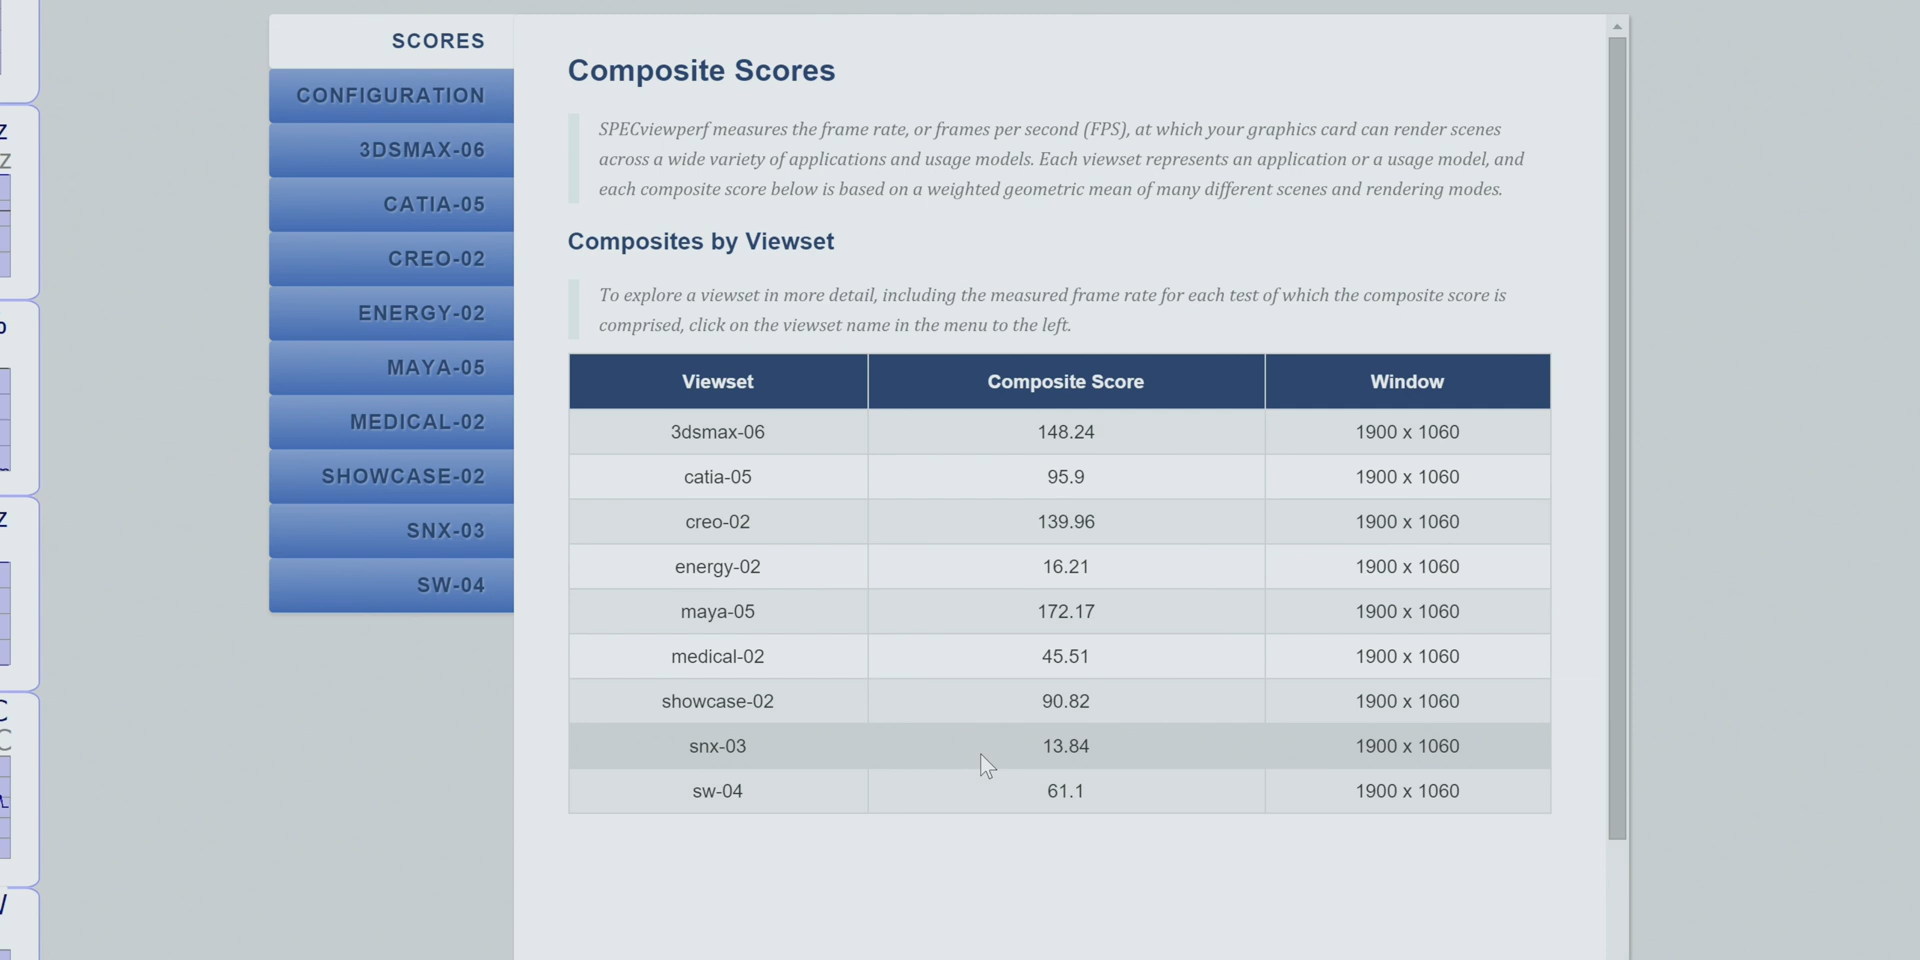 SCORES
CONFIGURATION
3DSMAX-06
CATIA-05
CREO-02
ENERGY-02
MAYA-05
MEDICAL-02
SHOWCASE-02
SNX-03
SW-04
Composite Scores
SPECviewperf measures the frame rate, or frames per second (FPS), at which your graphics card can render scenes
across a wide variety of applications and usage models. Each viewset represents an application or a usage model, and
each composite score below is based on a weighted geometric mean of many different scenes and rendering modes.
Composites by Viewset
To explore a viewset in more detail, including the measured frame rate for each test of which the composite score is
comprised, click on the viewset name in the menu to the left.
Viewset Composite Score Window
3dsmax-06 148.24 1900 x 1060
catia-05 95.9 1900 x 1060
creo-02 139.96 1900 x 1060
energy-02 16.21 1900 x 1060
maya-05 172.17 1900 x 1060
medical-02 45.51 1900 x 1060
showcase-02 90.82 1900 x 1060
snx-03 13.84 1900 x 1060
sw-04 61.1 1900 x 1060